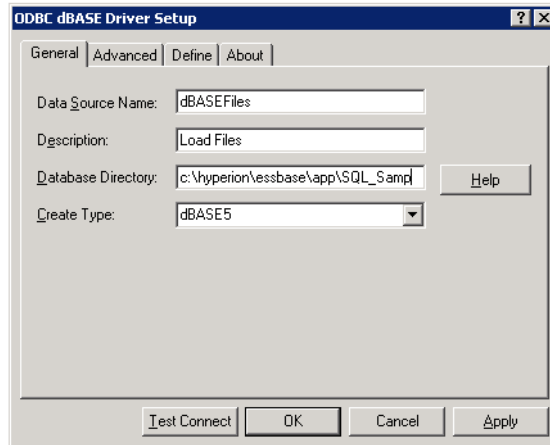 ODBC dBASE Driver Setup
General Advanced Define About
Data Source Name: dBASEFiles
Description: Load Files
Database Directory: c:\hyperion\essbase\app\SQL_Samp Help
Create Type: dBASE5
Test Connect OK Cancel Apply